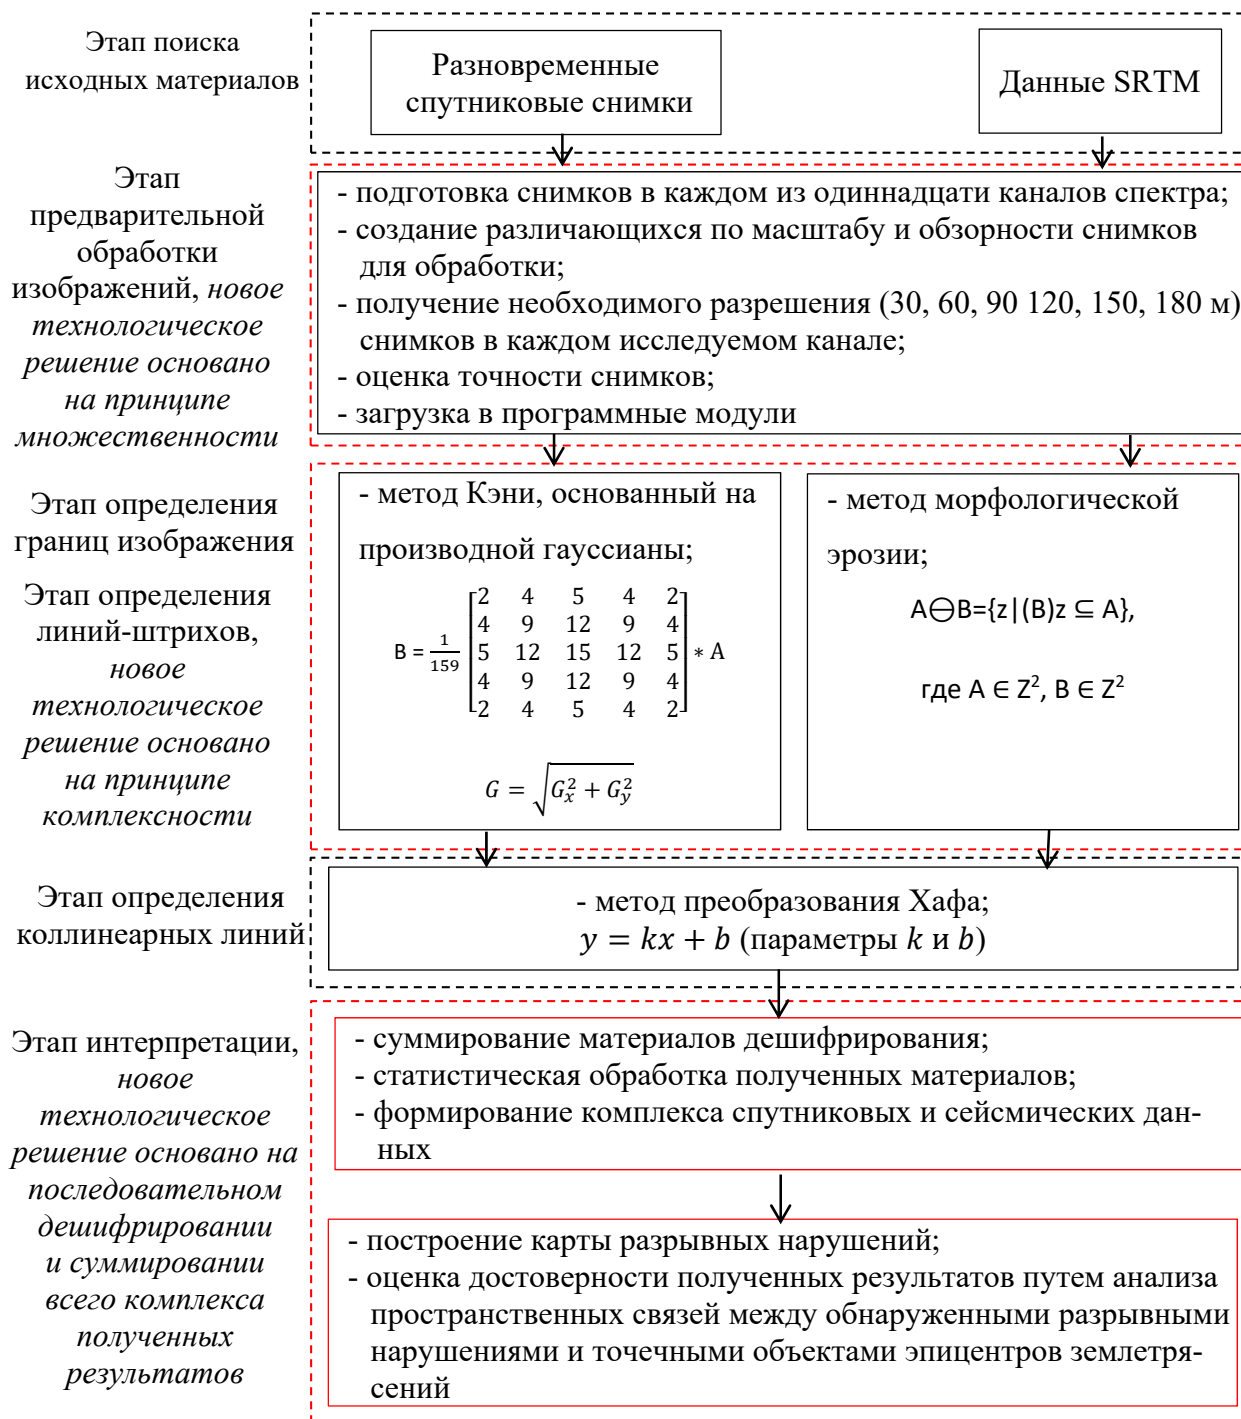 Этап поиска
исходных материалов
Разновременные
спутниковые снимки
Данные SRTM
Этап
предварительной
обработки
изображений, новое
технологическое
решение основано
на принципе
множественности
- подготовка снимков в каждом из одиннадцати каналов спектра;
- создание различающихся по масштабу и обзорности снимков
для обработки;
- получение необходимого разрешения (30, 60, 90 120, 150, 180 м)
снимков в каждом исследуемом канале;
- оценка точности снимков;
- загрузка в программные модули
Этап определения
границ изображения
Этап определения
линий-штрихов,
новое
технологическое
решение основано
на принципе
комплексности
- метод Кэни, основанный на
производной гауссианы;
B = 1/159 [2 4 5 4 2
4 9 12 9 4
5 12 15 12 5
4 9 12 9 4
2 4 5 4 2] * A
G = √(G_x^2 + G_y^2)
- метод морфологической
эрозии;
A⊖B={z|(B)z ⊆ A},
где A ∈ Z², B ∈ Z²
Этап определения
коллинеарных линий
- метод преобразования Хафа;
y = kx + b (параметры k и b)
Этап интерпретации,
новое
технологическое
решение основано на
последовательном
дешифрировании
и суммировании
всего комплекса
полученных
результатов
- суммирование материалов дешифрирования;
- статистическая обработка полученных материалов;
- формирование комплекса спутниковых и сейсмических дан-
ных
- построение карты разрывных нарушений;
- оценка достоверности полученных результатов путем анализа
пространственных связей между обнаруженными разрывными
нарушениями и точечными объектами эпицентров землетря-
сений